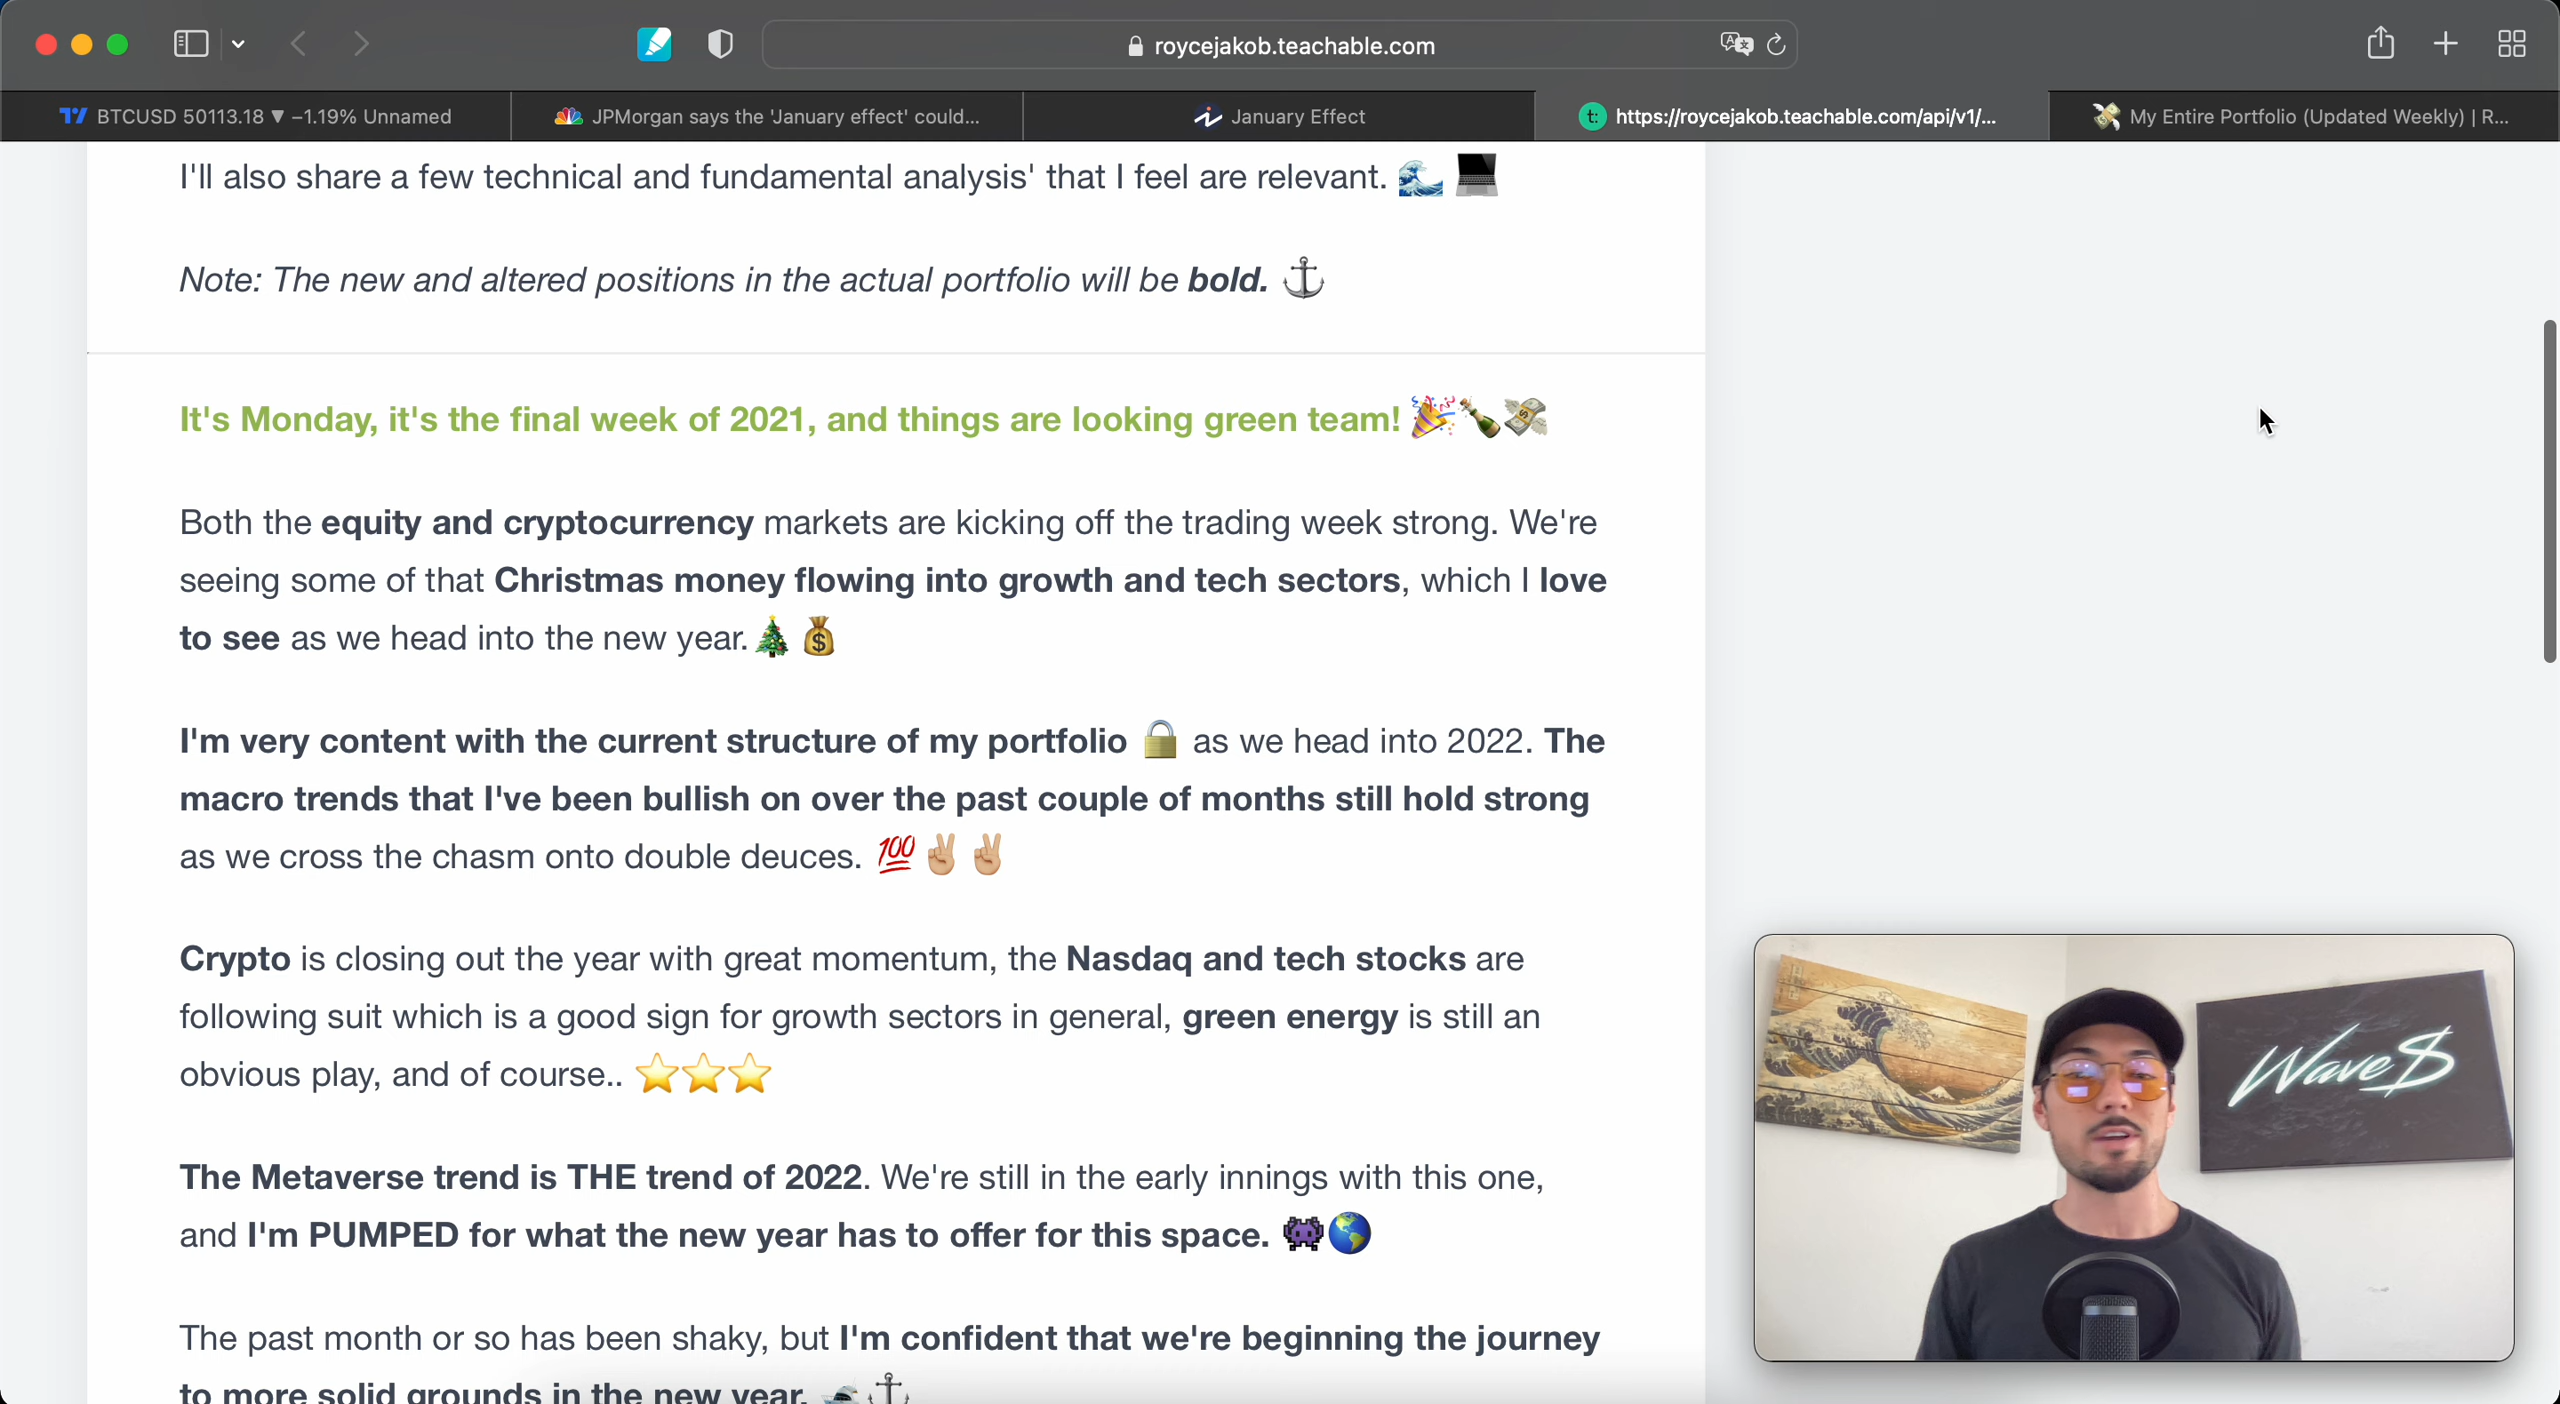 roycejakob.teachable.com
BTCUSD 50113.18 ▼ −1.19% Unnamed
JPMorgan says the 'January effect' could...
January Effect
t: https://roycejakob.teachable.com/api/v1/...
My Entire Portfolio (Updated Weekly) | R...
I'll also share a few technical and fundamental analysis' that I feel are relevant. 🌊 💻
Note: The new and altered positions in the actual portfolio will be bold. ⚓
It's Monday, it's the final week of 2021, and things are looking green team! 🎉🍾💸
Both the equity and cryptocurrency markets are kicking off the trading week strong. We're
seeing some of that Christmas money flowing into growth and tech sectors, which I love
to see as we head into the new year. 🎄 💰
I'm very content with the current structure of my portfolio 🔒 as we head into 2022. The
macro trends that I've been bullish on over the past couple of months still hold strong
as we cross the chasm onto double deuces. 💯✌🏼✌🏼
Crypto is closing out the year with great momentum, the Nasdaq and tech stocks are
following suit which is a good sign for growth sectors in general, green energy is still an
obvious play, and of course.. ⭐⭐⭐
The Metaverse trend is THE trend of 2022. We're still in the early innings with this one,
and I'm PUMPED for what the new year has to offer for this space. 👾🌎
The past month or so has been shaky, but I'm confident that we're beginning the journey
to more solid grounds in the new year. 🛥⚓
Wave$